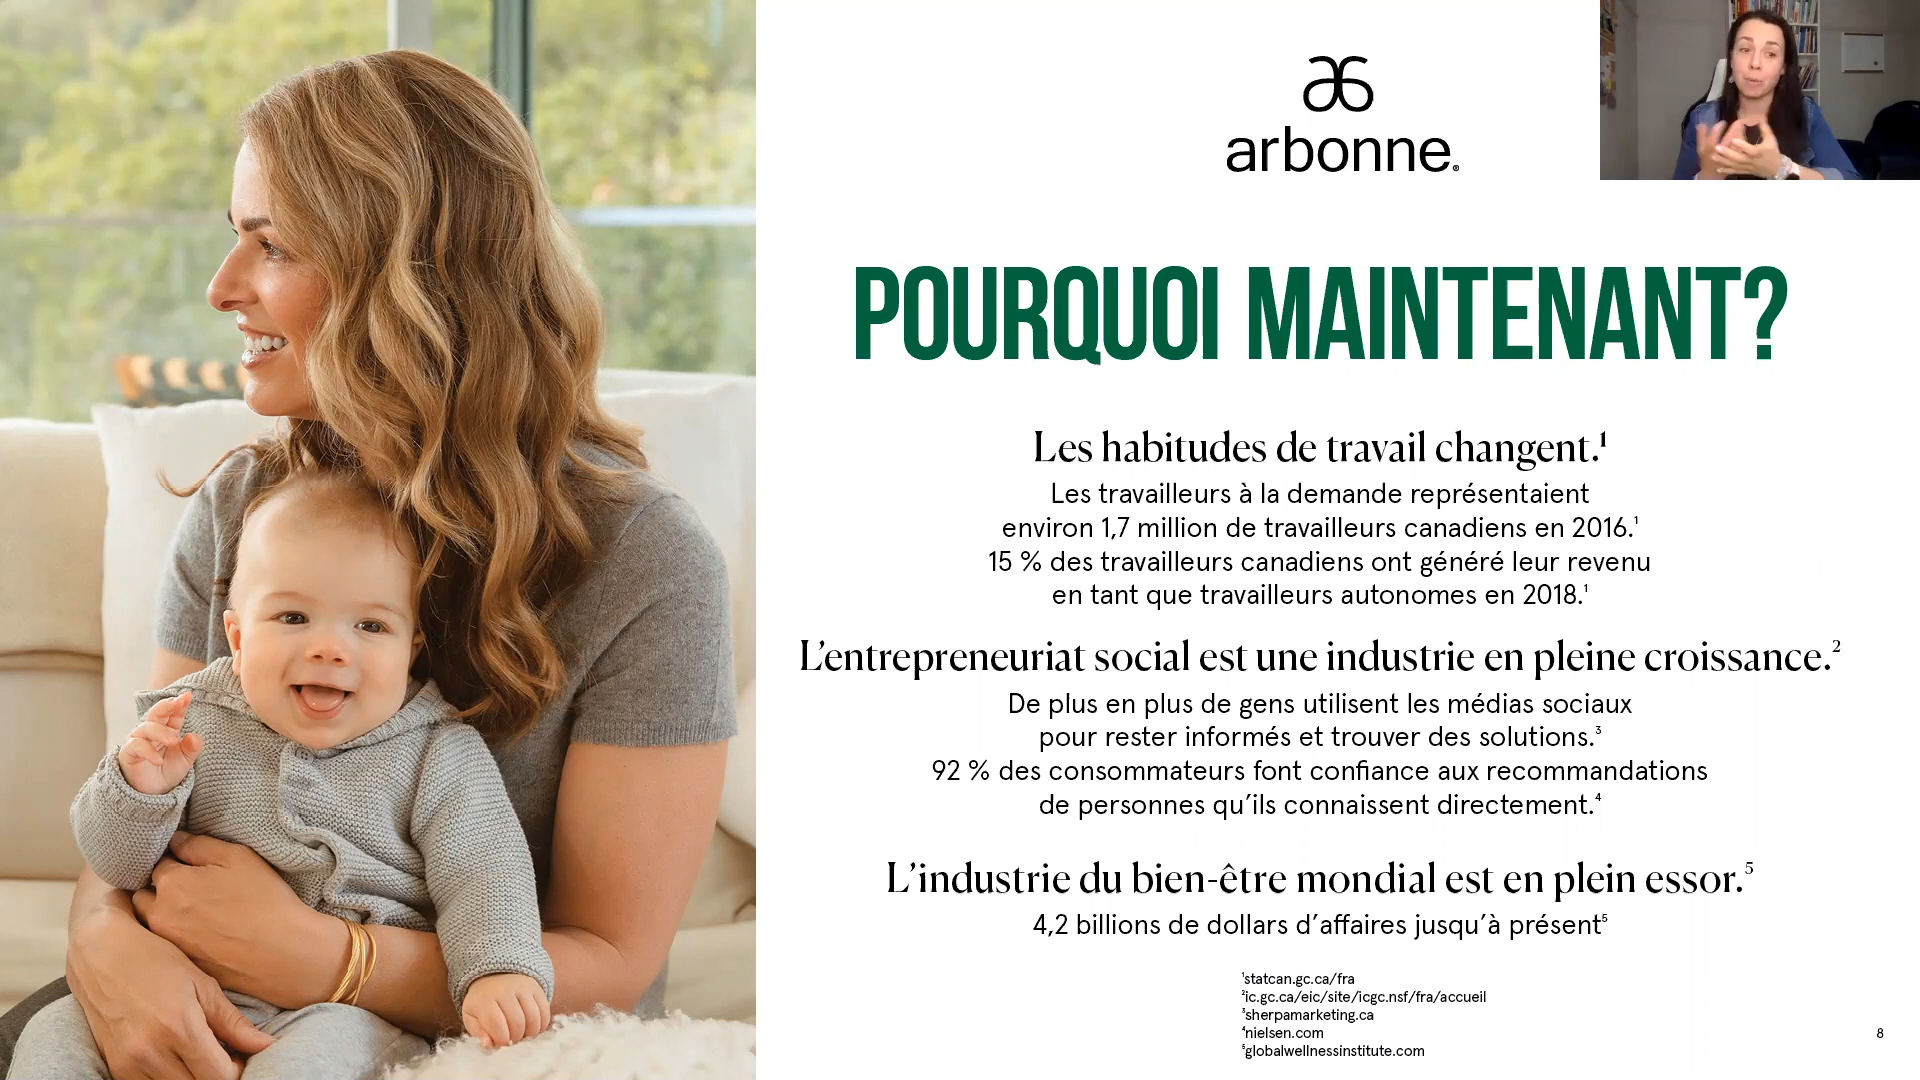 arbonne®
POURQUOI MAINTENANT?
Les habitudes de travail changent.¹
Les travailleurs à la demande représentaient
environ 1,7 million de travailleurs canadiens en 2016.¹
15 % des travailleurs canadiens ont généré leur revenu
en tant que travailleurs autonomes en 2018.¹
L’entrepreneuriat social est une industrie en pleine croissance.²
De plus en plus de gens utilisent les médias sociaux
pour rester informés et trouver des solutions.³
92 % des consommateurs font confiance aux recommandations
de personnes qu’ils connaissent directement.⁴
L’industrie du bien-être mondial est en plein essor.⁵
4,2 billions de dollars d’affaires jusqu’à présent⁵
¹statcan.gc.ca/fra
²ic.gc.ca/eic/site/icgc.nsf/fra/accueil
³sherpamarketing.ca
⁴nielsen.com
⁵globalwellnessinstitute.com
8